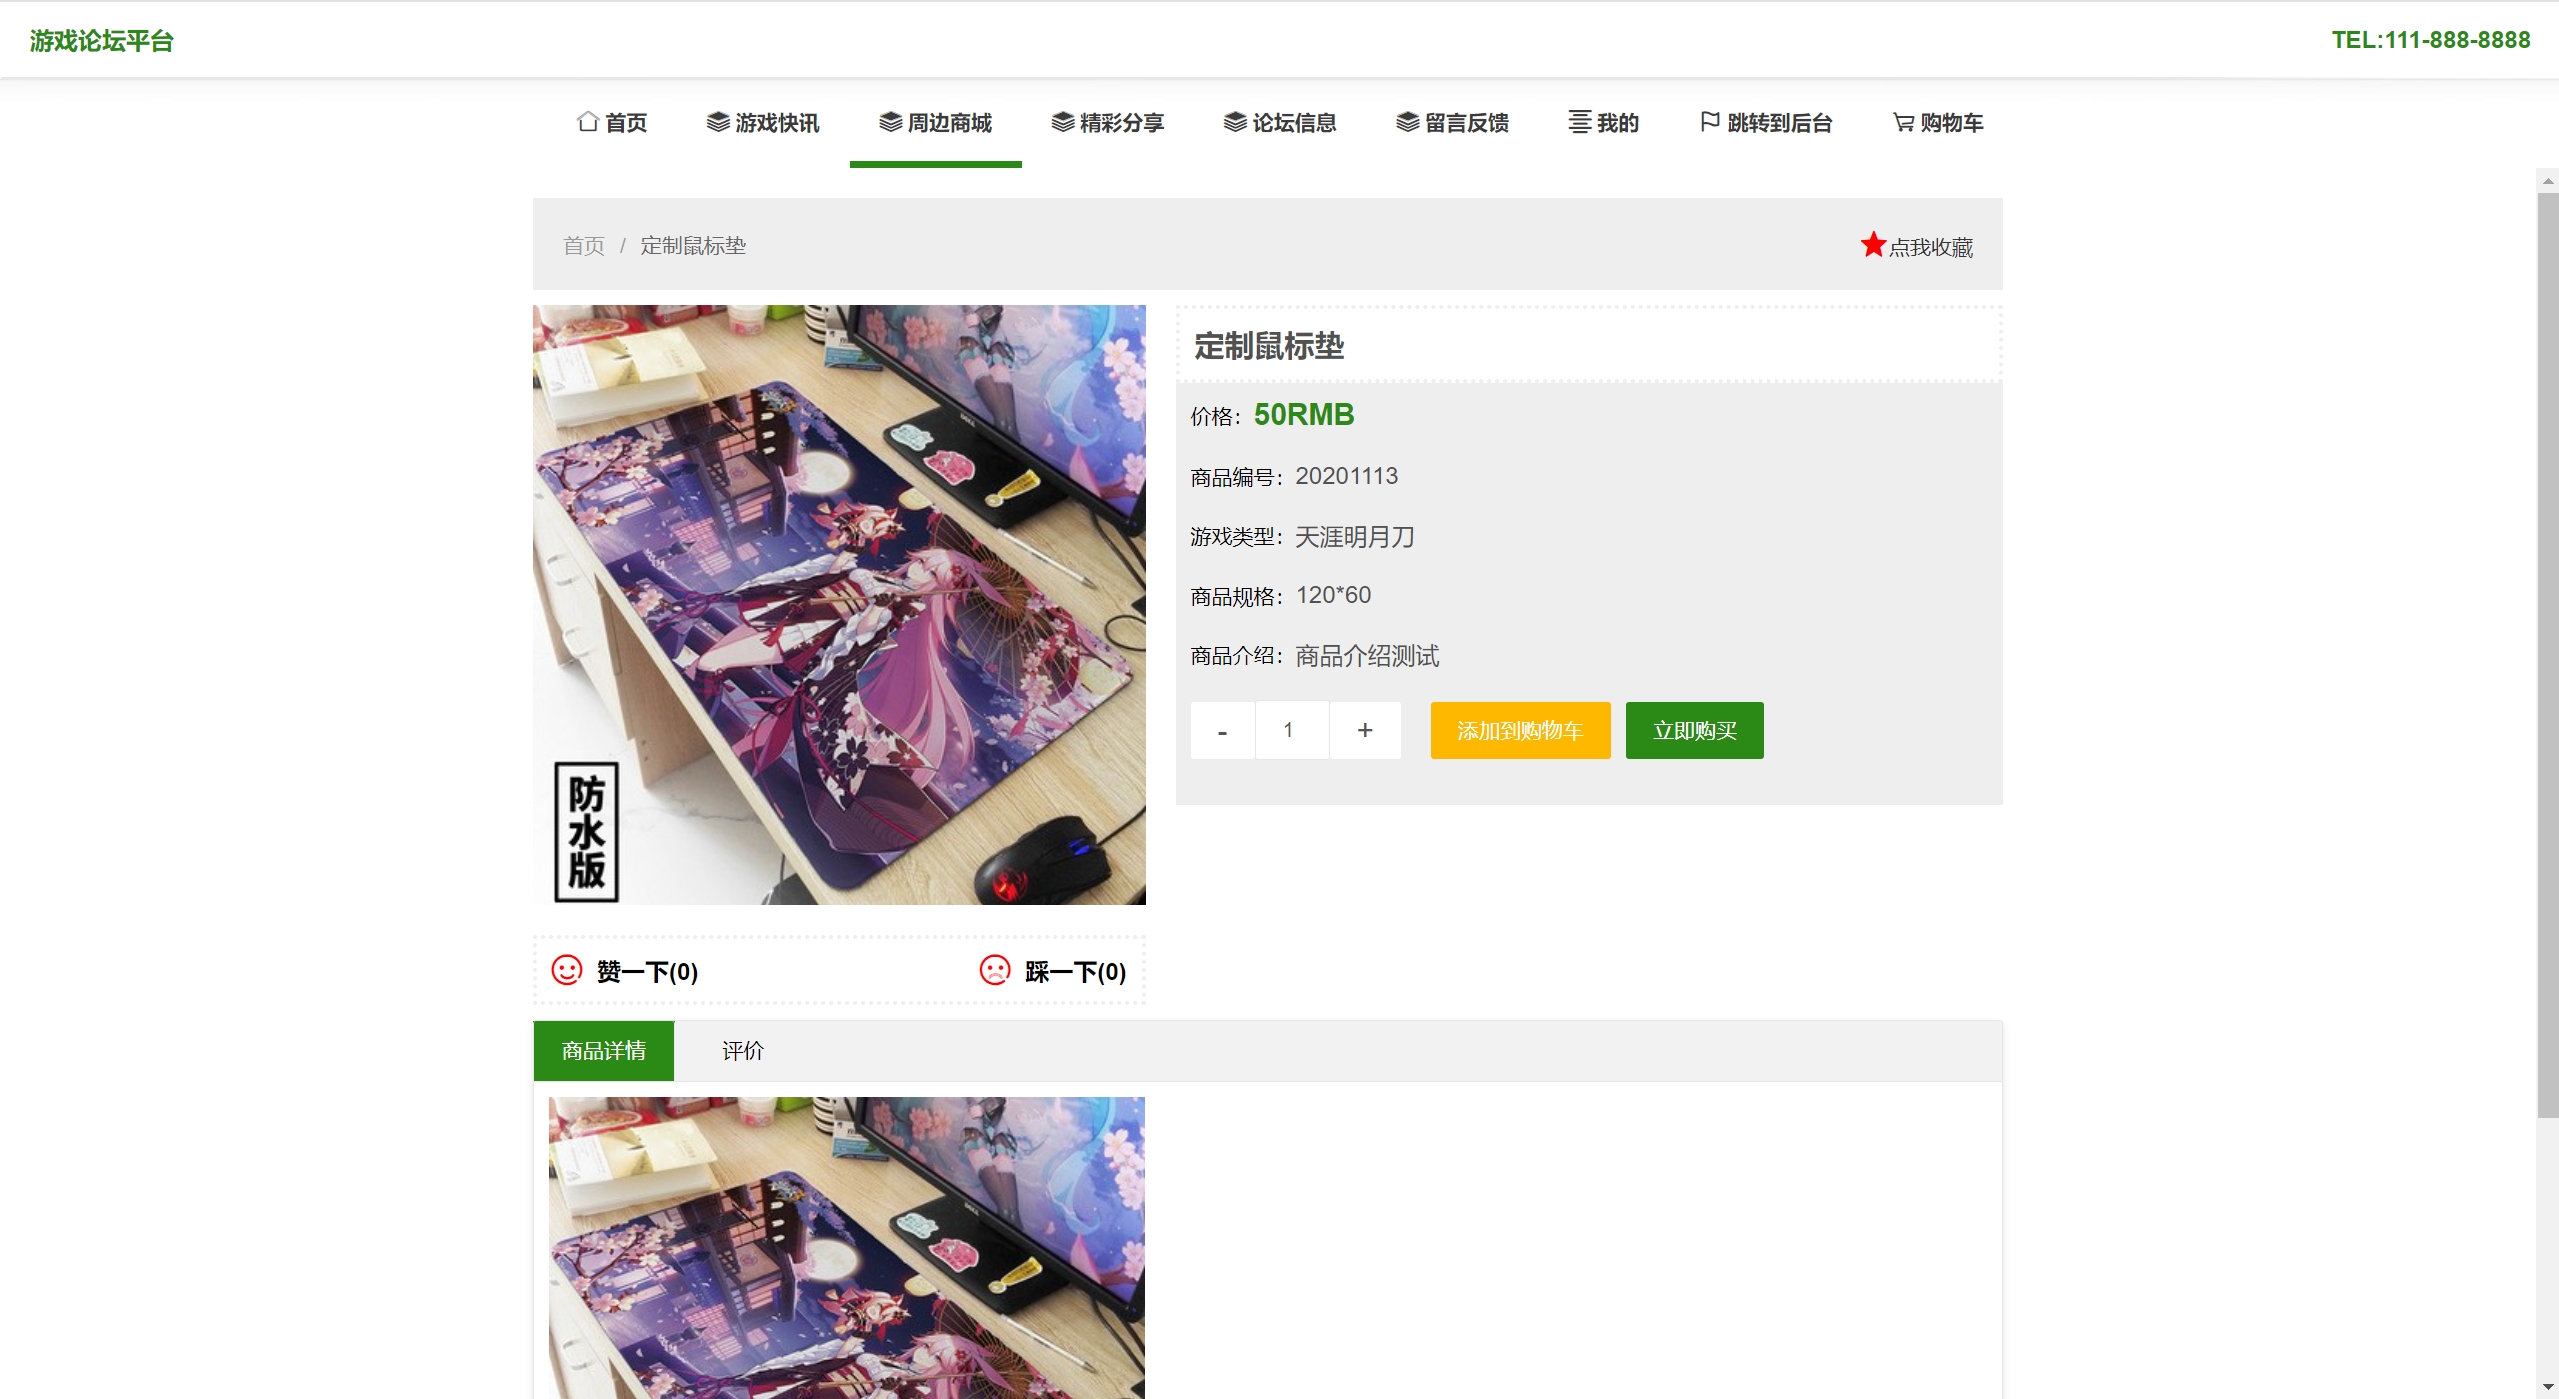 游戏论坛平台
TEL:111-888-8888
首页
游戏快讯
周边商城
精彩分享
论坛信息
留言反馈
我的
跳转到后台
购物车
首页 / 定制鼠标垫
点我收藏
定制鼠标垫
价格：50RMB
商品编号：20201113
游戏类型：天涯明月刀
商品规格：120*60
商品介绍：商品介绍测试
- 1 +
添加到购物车
立即购买
防水版
赞一下(0)
踩一下(0)
商品详情
评价